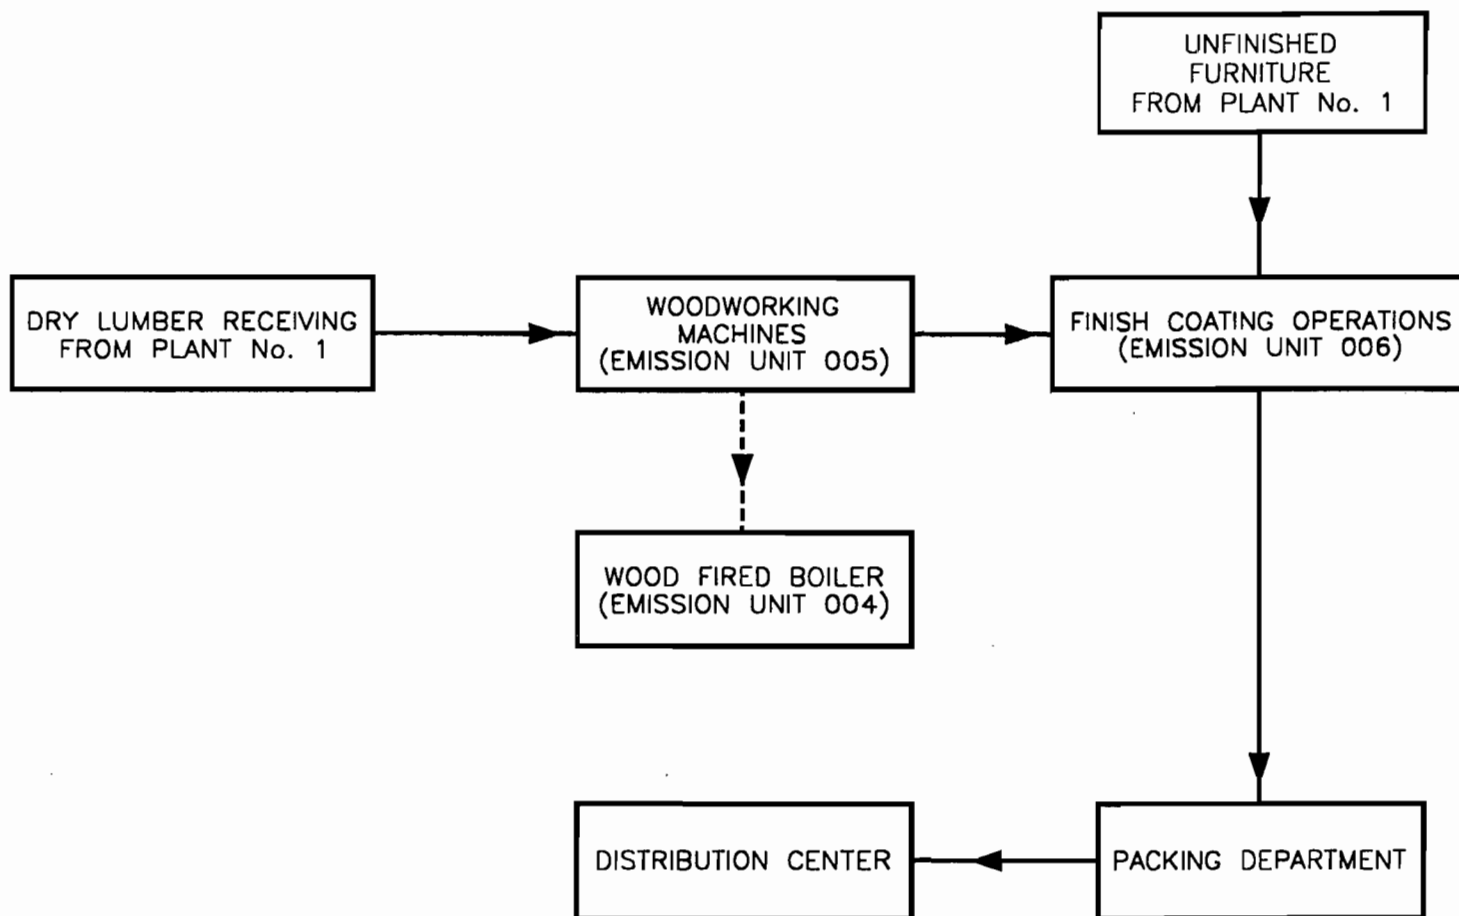 UNFINISHED
FURNITURE
FROM PLANT No. 1
DRY LUMBER RECEIVING
FROM PLANT No. 1
WOODWORKING
MACHINES
(EMISSION UNIT 005)
FINISH COATING OPERATIONS
(EMISSION UNIT 006)
WOOD FIRED BOILER
(EMISSION UNIT 004)
DISTRIBUTION CENTER
PACKING DEPARTMENT